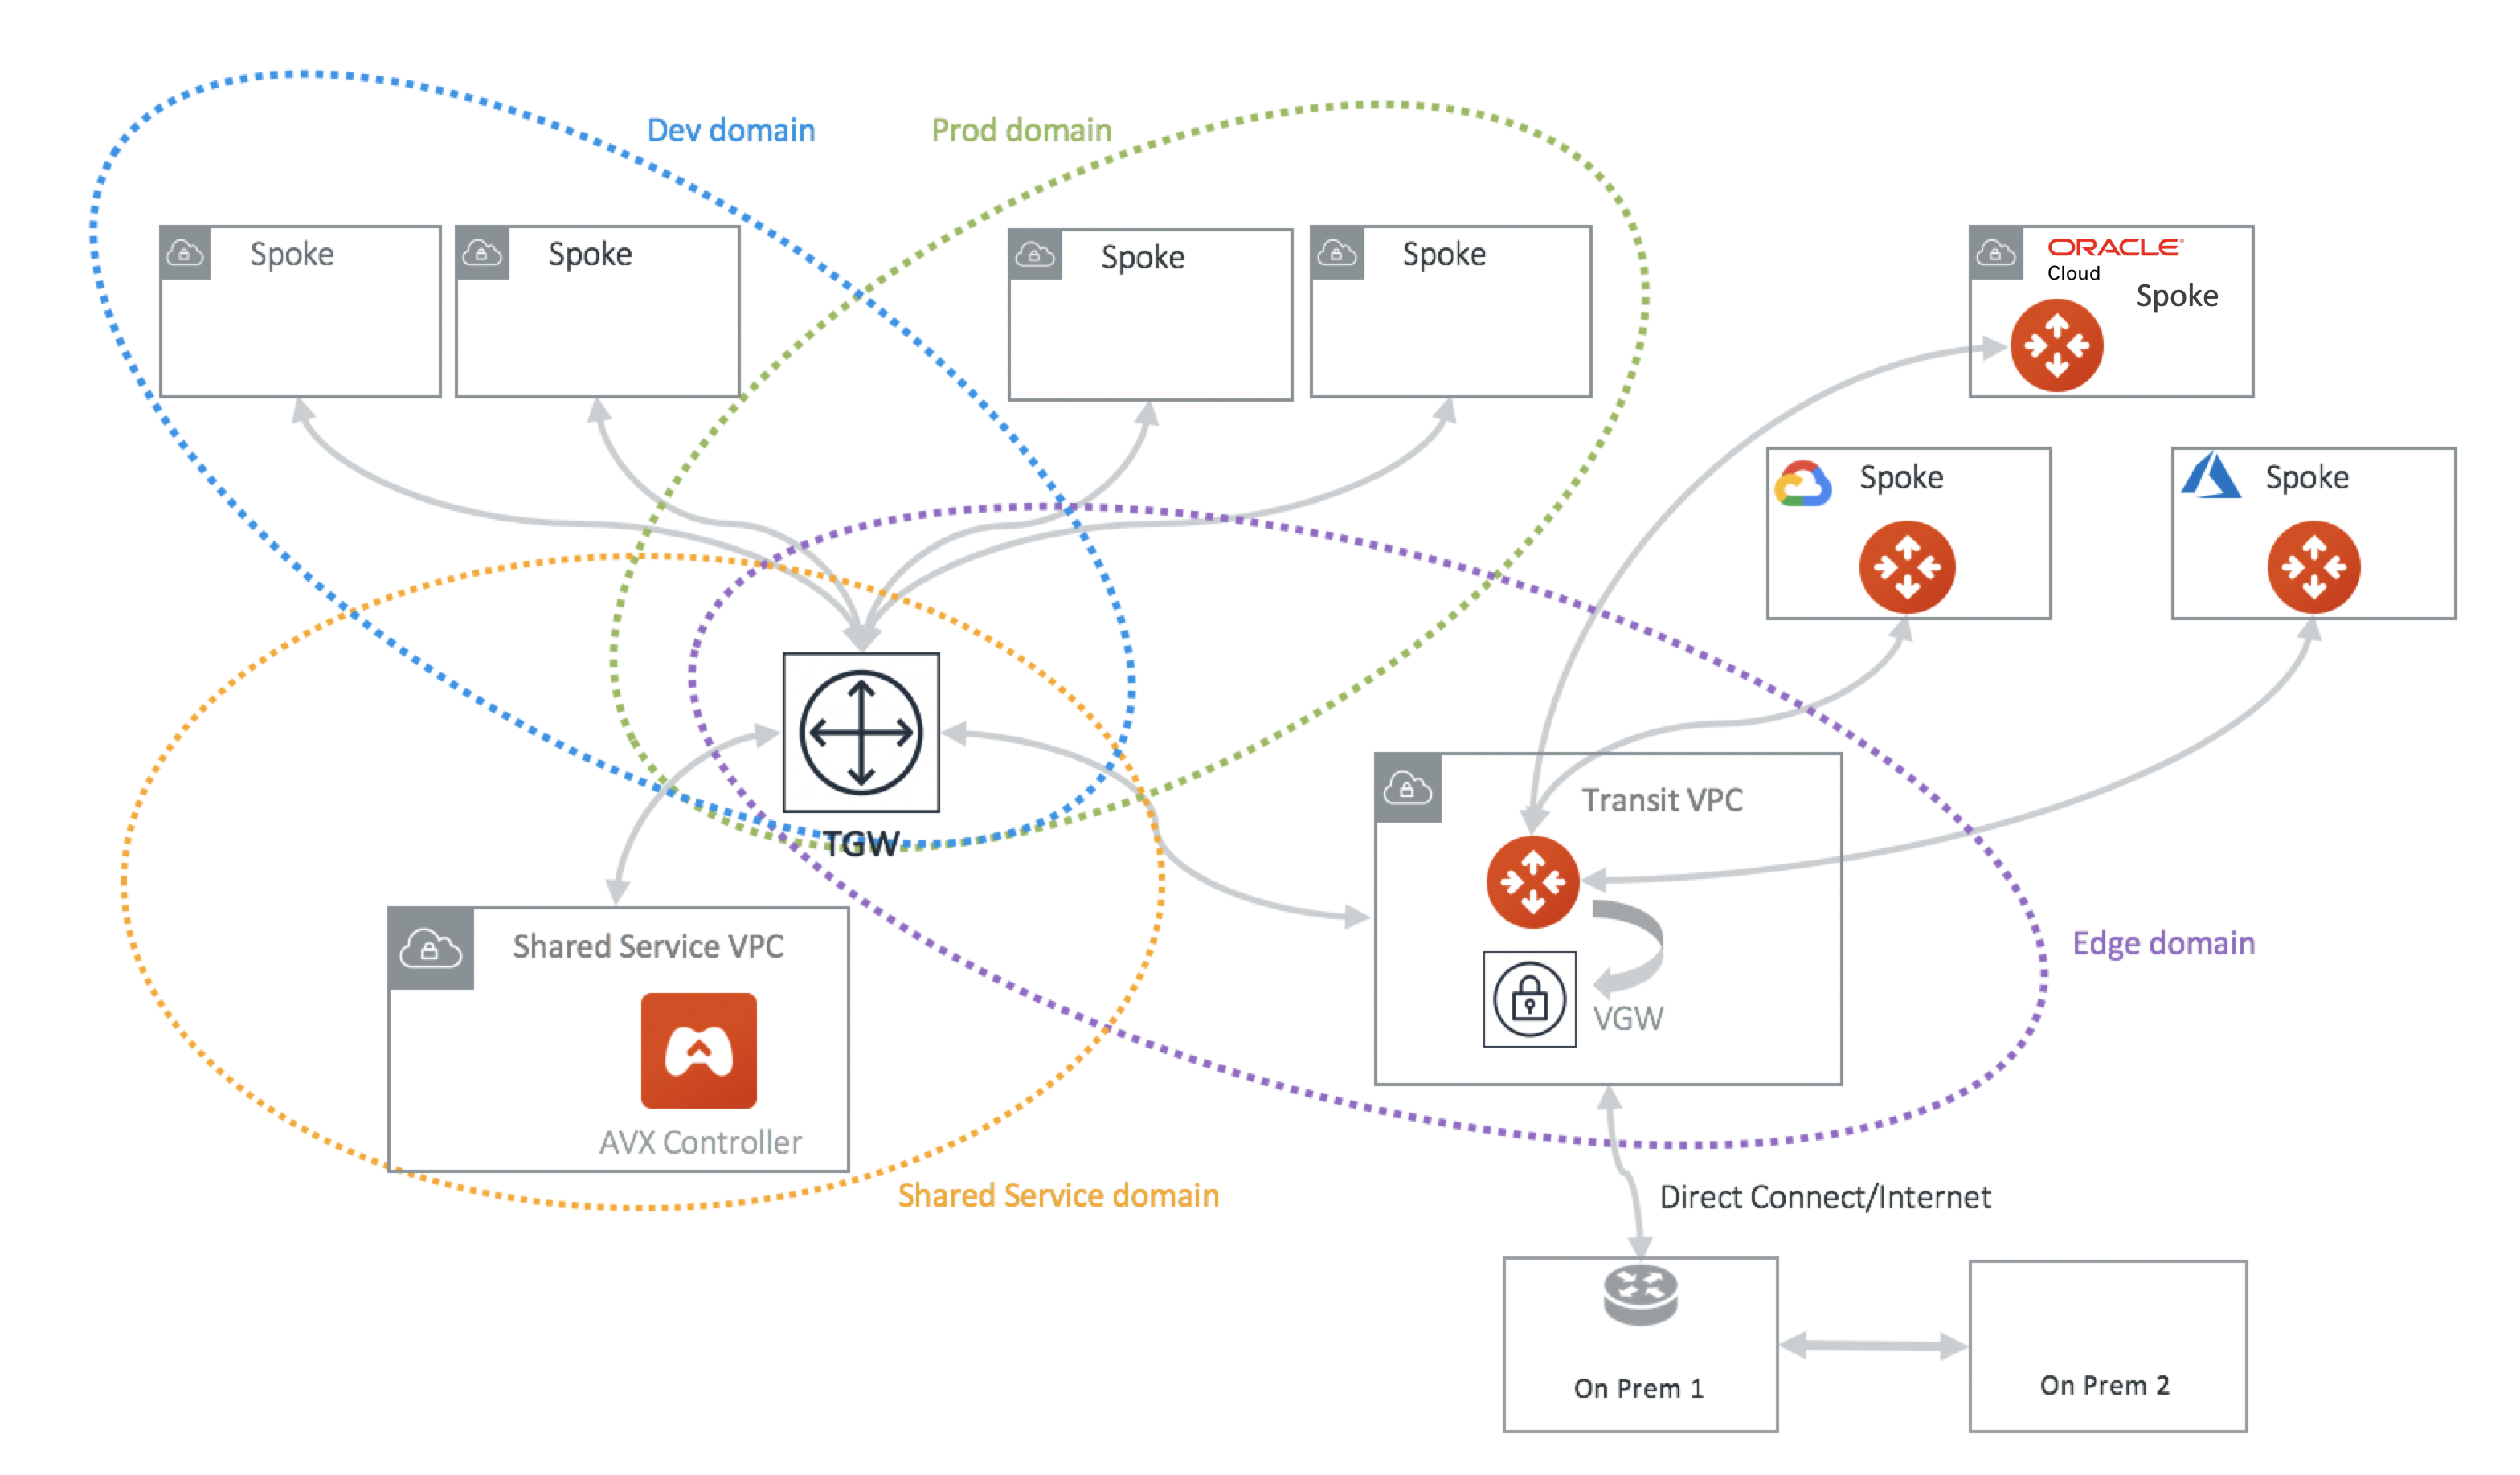 Dev domain
Prod domain
Spoke
Spoke
Spoke
Spoke
ORACLE
Cloud
Spoke
Spoke
Spoke
TGW
Transit VPC
VGW
Edge domain
Shared Service VPC
AVX Controller
Shared Service domain
Direct Connect/Internet
On Prem 1
On Prem 2